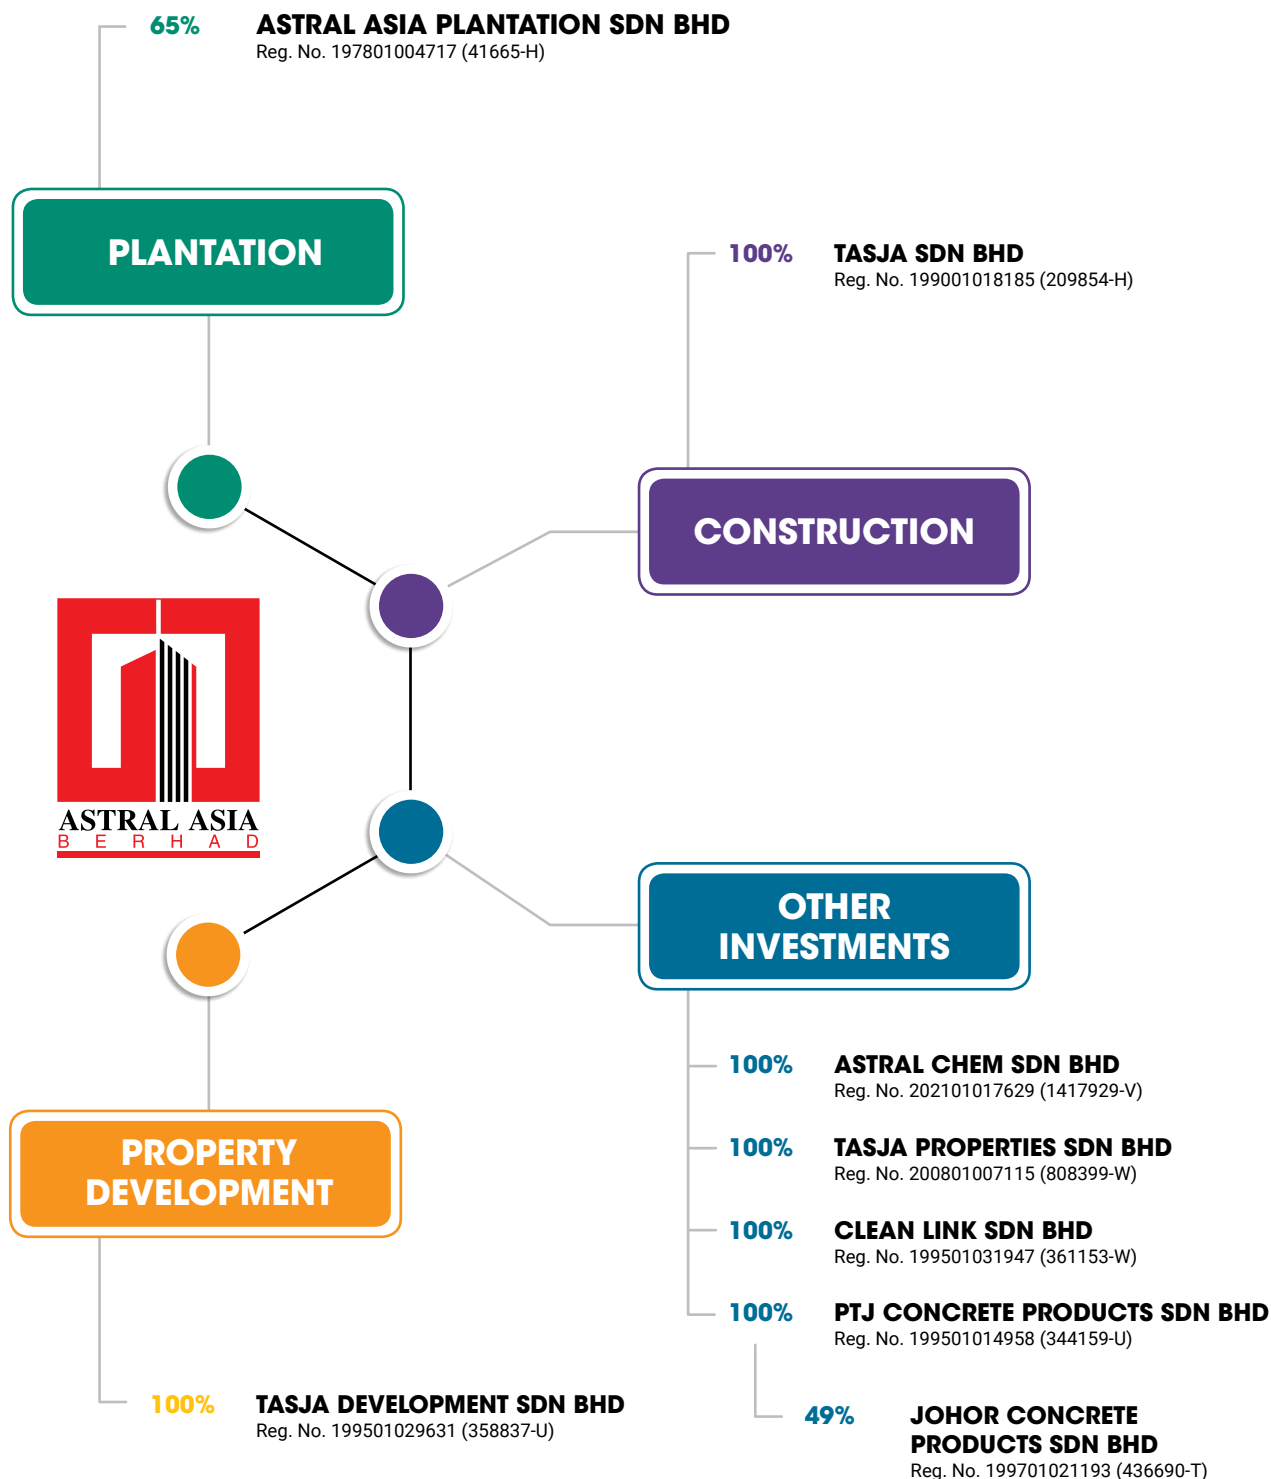 65%
ASTRAL ASIA PLANTATION SDN BHD
Reg. No. 197801004717 (41665-H)
PLANTATION
100%
TASJA SDN BHD
Reg. No. 199001018185 (209854-H)
CONSTRUCTION
ASTRAL ASIA
BERHAD
OTHER
INVESTMENTS
100%
ASTRAL CHEM SDN BHD
Reg. No. 202101017629 (1417929-V)
100%
TASJA PROPERTIES SDN BHD
Reg. No. 200801007115 (808399-W)
100%
CLEAN LINK SDN BHD
Reg. No. 199501031947 (361153-W)
100%
PTJ CONCRETE PRODUCTS SDN BHD
Reg. No. 199501014958 (344159-U)
49%
JOHOR CONCRETE
PRODUCTS SDN BHD
Reg. No. 199701021193 (436690-T)
PROPERTY
DEVELOPMENT
100%
TASJA DEVELOPMENT SDN BHD
Reg. No. 199501029631 (358837-U)